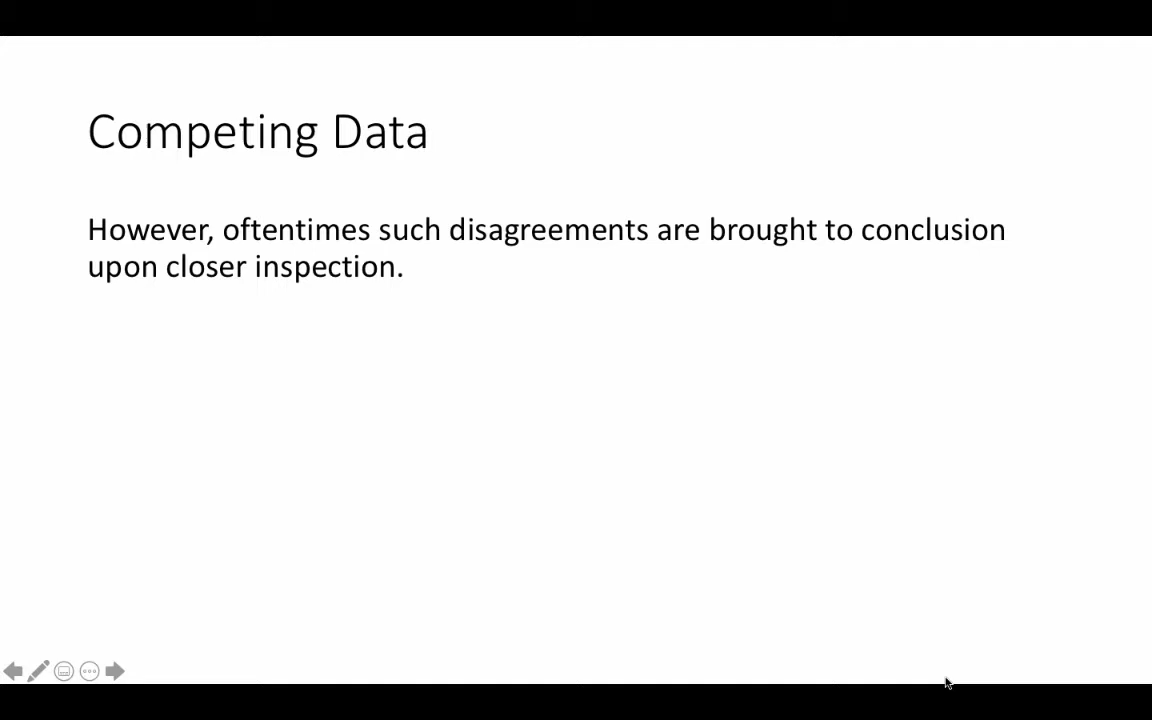 Competing Data
However, oftentimes such disagreements are brought to conclusion
upon closer inspection.